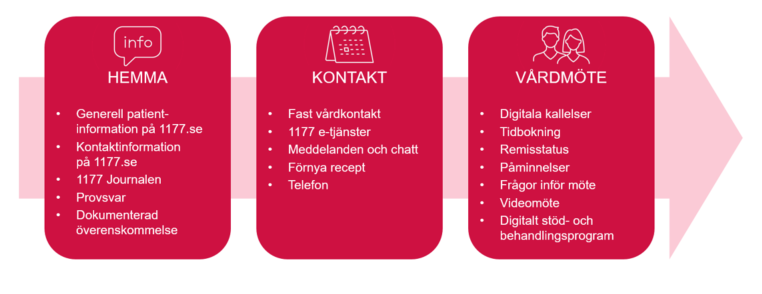 info
HEMMA
• Generell patient-
information på 1177.se
• Kontaktinformation
på 1177.se
• 1177 Journalen
• Provsvar
• Dokumenterad
överenskommelse
KONTAKT
• Fast vårdkontakt
• 1177 e-tjänster
• Meddelanden och chatt
• Förnya recept
• Telefon
VÅRDMÖTE
• Digitala kallelser
• Tidbokning
• Remisstatus
• Påminnelser
• Frågor inför möte
• Videomöte
• Digitalt stöd- och
behandlingsprogram